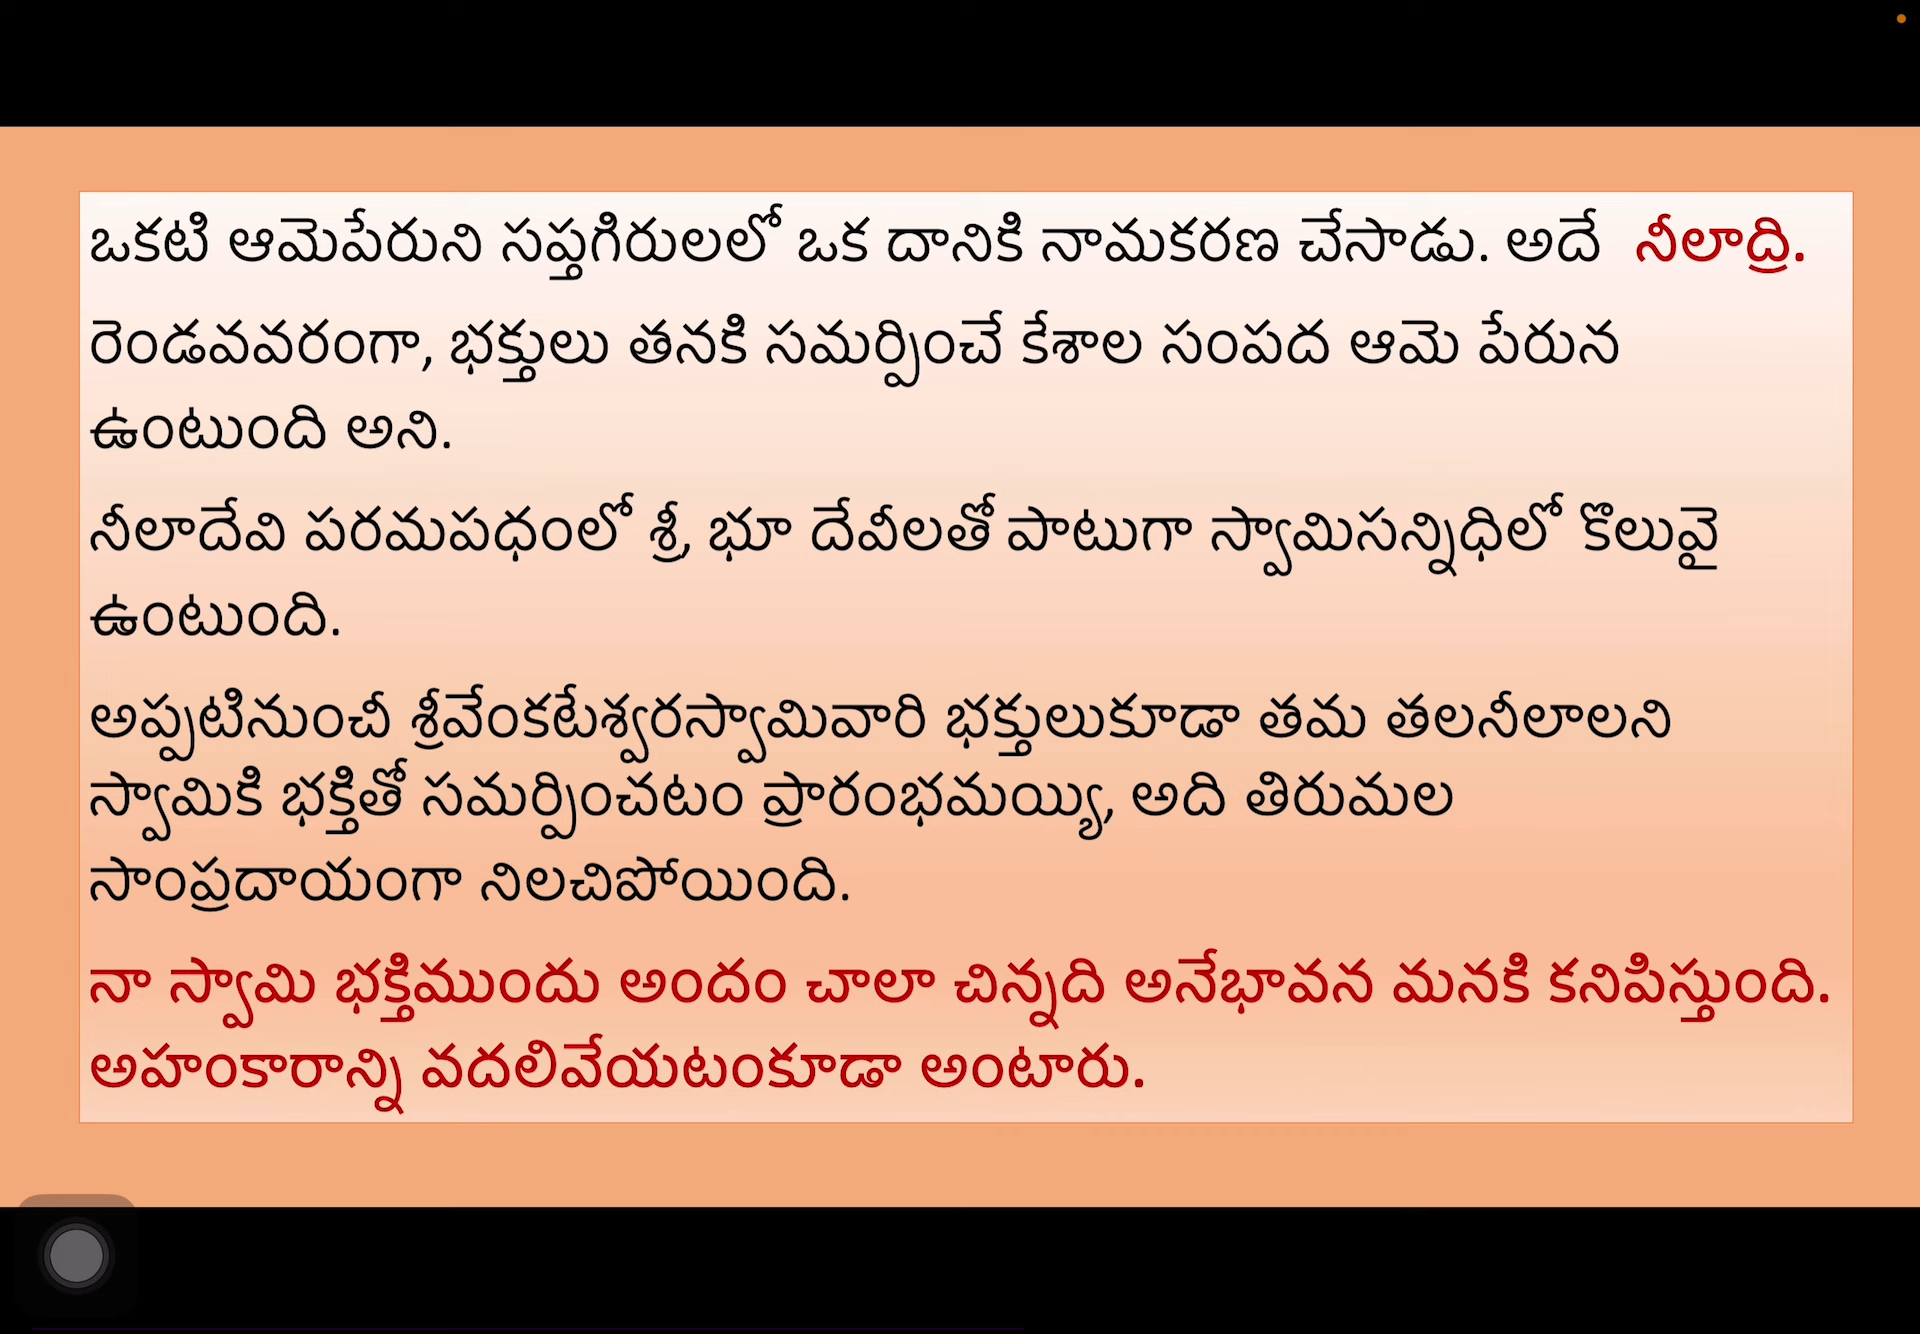 ఒకటి ఆమెపేరుని సప్తగిరులలో ఒక దానికి నామకరణ చేసాడు. అదే నీలాద్రి.
రెండవవరంగా, భక్తులు తనకి సమర్పించే కేశాల సంపద ఆమె పేరున
ఉంటుంది అని.
నీలాదేవి పరమపధంలో శ్రీ, భూ దేవీలతో పాటుగా స్వామిసన్నిధిలో కొలువై
ఉంటుంది.
అప్పటినుంచీ శ్రీవేంకటేశ్వరస్వామివారి భక్తులుకూడా తమ తలనీలాలని
స్వామికి భక్తితో సమర్పించటం ప్రారంభమయ్యి, అది తిరుమల
సాంప్రదాయంగా నిలచిపోయింది.
నా స్వామి భక్తిముందు అందం చాలా చిన్నది అనేభావన మనకి కనిపిస్తుంది.
అహంకారాన్ని వదలివేయటంకూడా అంటారు.